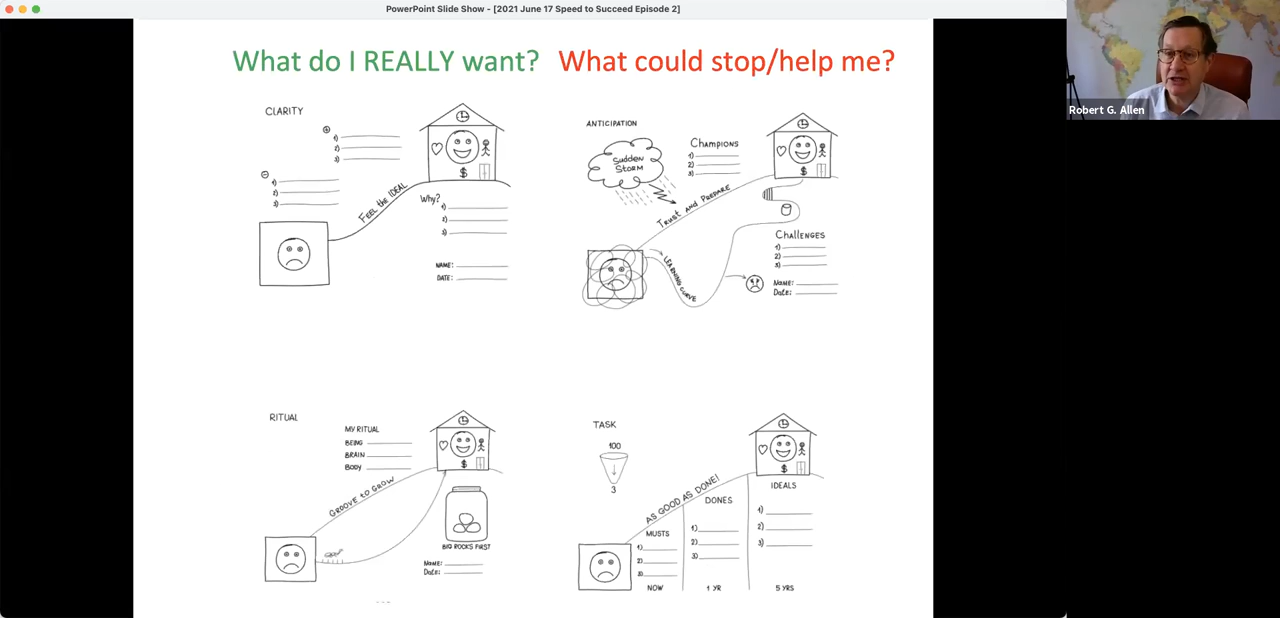 PowerPoint Slide Show - [2021 June 17 Speed to Succeed Episode 2]
Robert G. Allen
What do I REALLY want?
What could stop/help me?
CLARITY
+
1)
2)
3)
-
1)
2)
3)
FEEL the IDEAL
$
Why?
1)
2)
3)
NAME:
DATE:
ANTICIPATION
Sudden
Storm
Champions
1)
2)
3)
Trust and Prepare
$
LEARNING CURVE
Challenges
1)
2)
3)
Name:
Date:
RITUAL
MY RITUAL
BEING
BRAIN
BODY
GROOVE to GROW
$
BIG ROCKS FIRST
Name:
Date:
TASK
100
3
AS GOOD AS DONE!
$
MUSTS
1)
2)
3)
NOW
DONES
1)
2)
3)
1 YR
IDEALS
1)
2)
3)
5 YRS